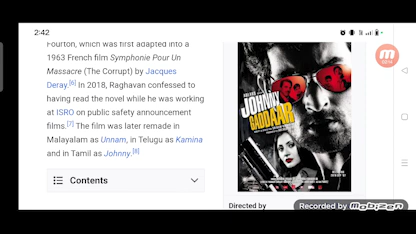 2:42
Fourton, which was first adapted into a
1963 French film Symphonie Pour Un
Massacre (The Corrupt) by Jacques
Deray.[6] In 2018, Raghavan confessed to
having read the novel while he was working
at ISRO on public safety announcement
films.[7] The film was later remade in
Malayalam as Unnam, in Telugu as Kamina
and in Tamil as Johnny.[8]
Contents
JOHNNY
GADDAAR
Directed by
Recorded by mobizen